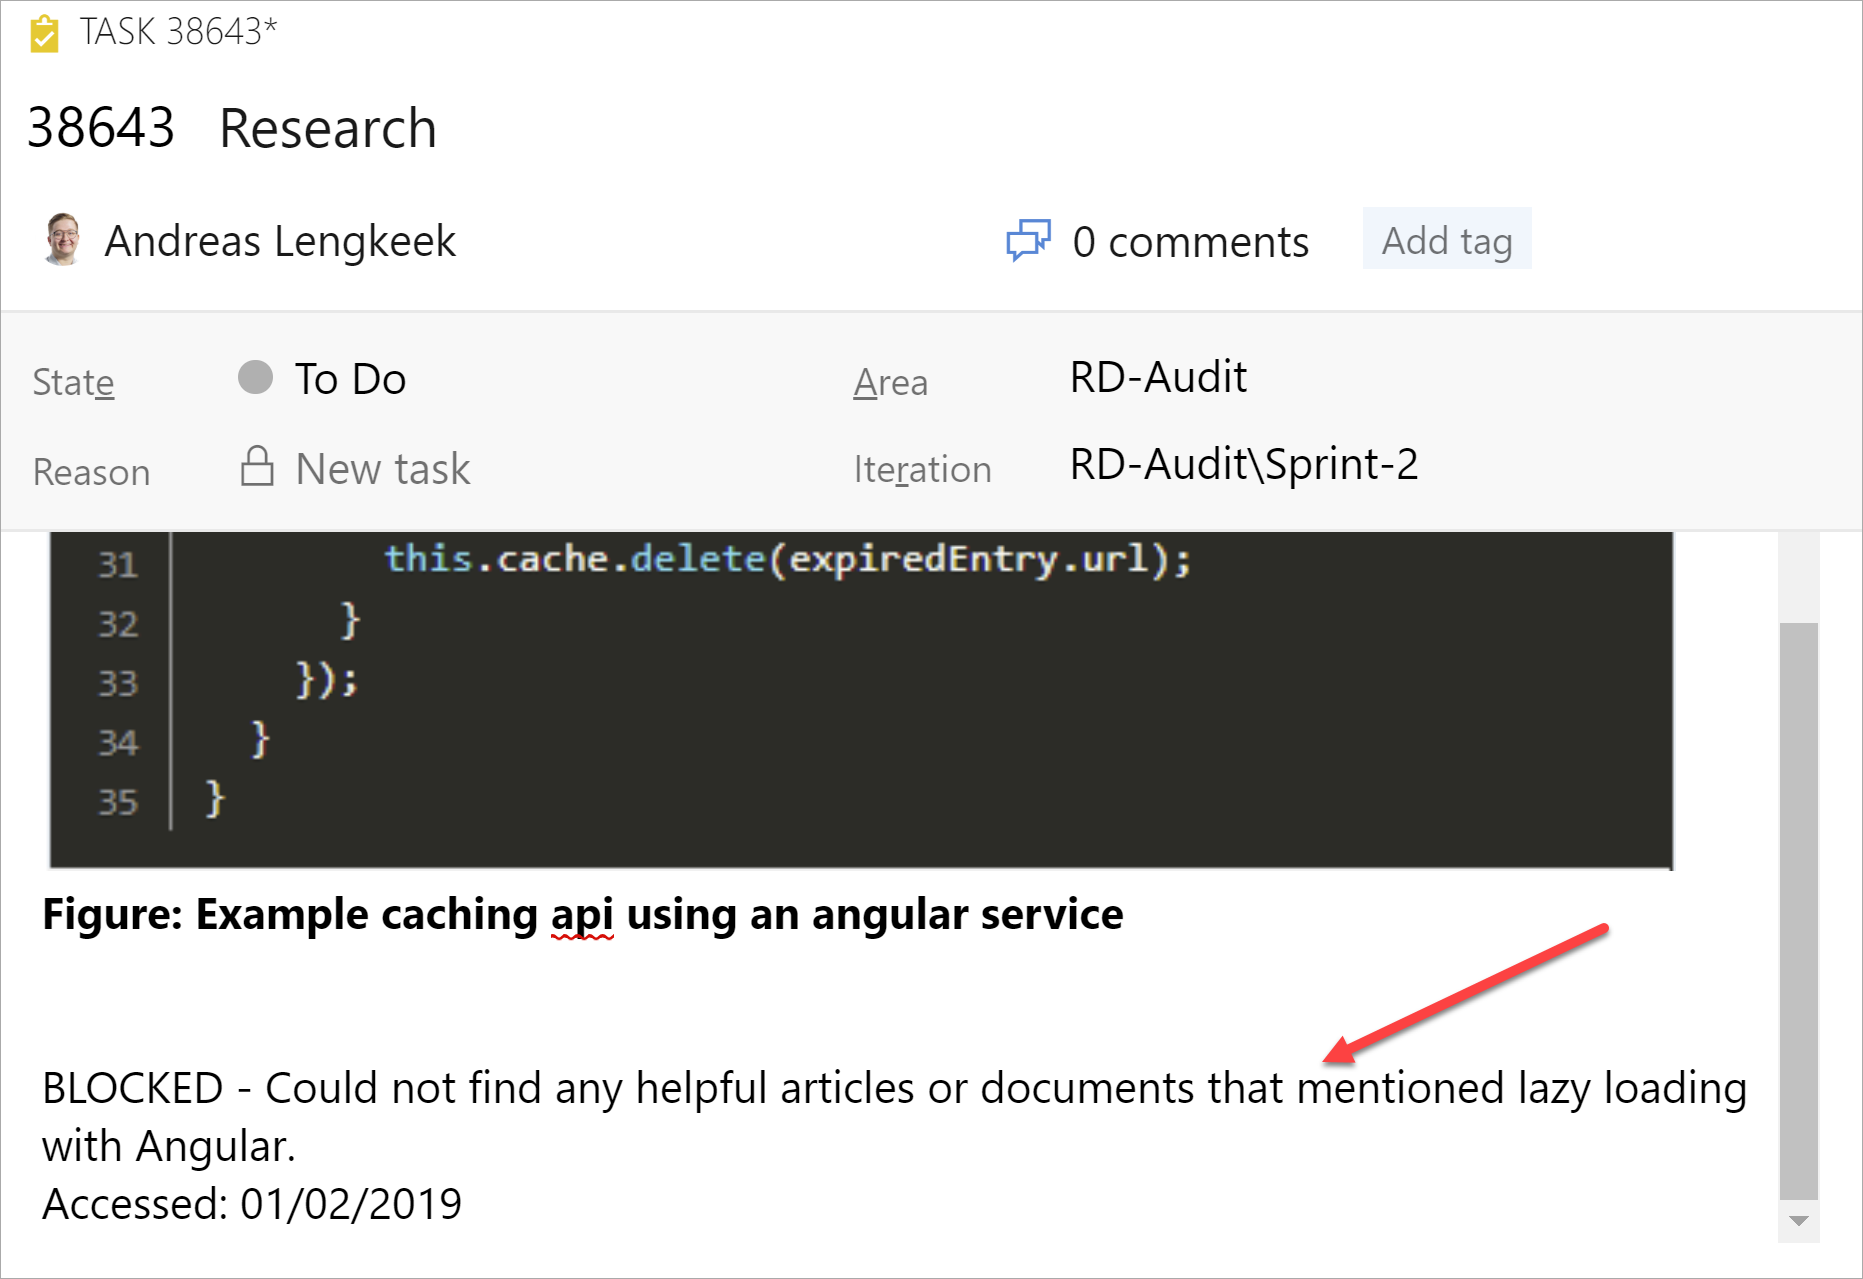 TASK 38643*
38643 Research
Andreas Lengkeek 0 comments Add tag
State To Do Area RD-Audit
Reason New task Iteration RD-Audit\Sprint-2
31 this.cache.delete(expiredEntry.url);
32 }
33 });
34 }
35 }
Figure: Example caching api using an angular service
BLOCKED - Could not find any helpful articles or documents that mentioned lazy loading
with Angular.
Accessed: 01/02/2019